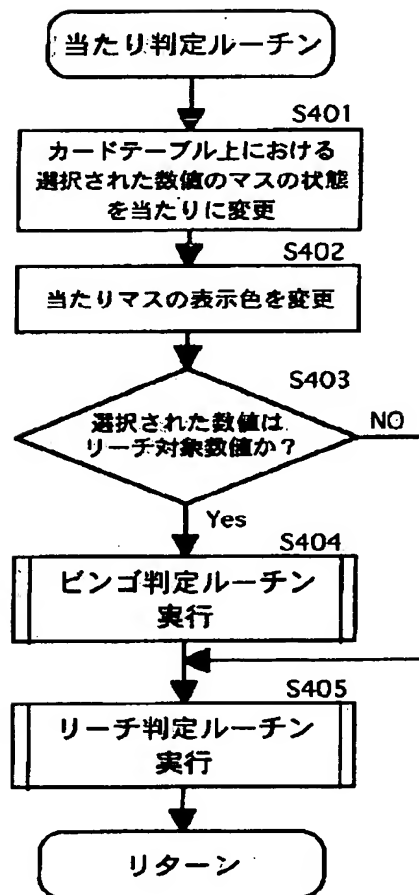 当たり判定ルーチン
S401
カードテーブル上における
選択された数値のマスの状態
を当たりに変更
S402
当たりマスの表示色を変更
S403
選択された数値は
リーチ対象数値か？
NO
Yes
S404
ビンゴ判定ルーチン
実行
S405
リーチ判定ルーチン
実行
リターン